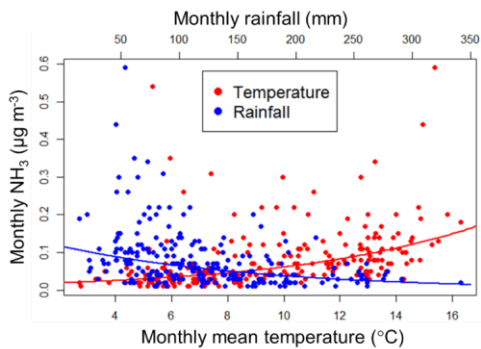 Monthly rainfall (mm)
50 100 150 200 250 300 350
Monthly NH₃ (µg m-³)
0.6
0.5
0.4
0.3
0.2
0.1
0.0
Temperature
Rainfall
4 6 8 10 12 14 16
Monthly mean temperature (°C)